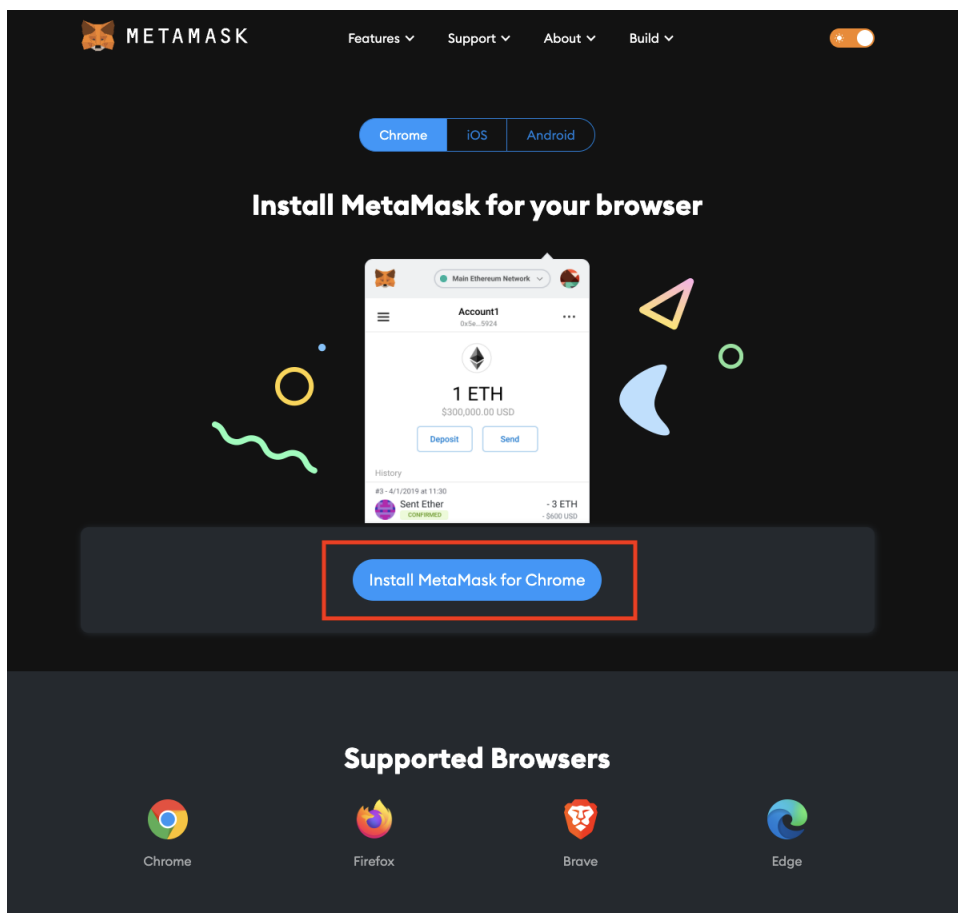 METAMASK
Features Support About Build
Chrome iOS Android
Install MetaMask for your browser
Main Ethereum Network
Account1
0x5e...5924
1 ETH
$300,000.00 USD
Deposit Send
History
#3 - 4/1/2019 at 11:30
Sent Ether - 3 ETH
CONFIRMED - $600 USD
Install MetaMask for Chrome
Supported Browsers
Chrome Firefox Brave Edge